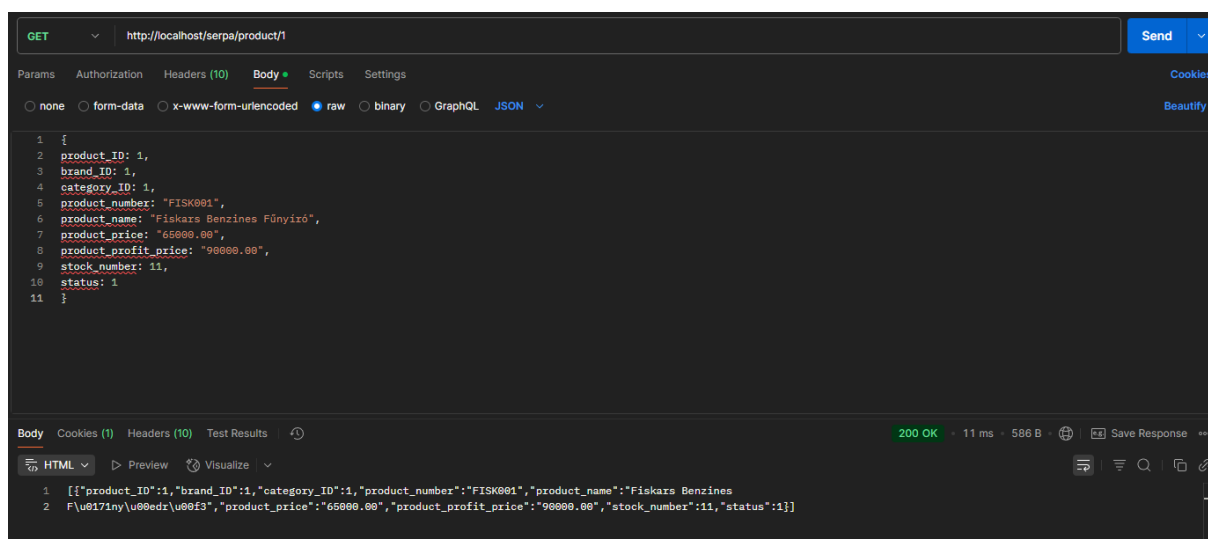 GET http://localhost/serpa/product/1 Send
Params Authorization Headers (10) Body Scripts Settings Cookies
none form-data x-www-form-urlencoded raw binary GraphQL JSON Beautify
1 {
2 product_ID: 1,
3 brand_ID: 1,
4 category_ID: 1,
5 product_number: "FISK001",
6 product_name: "Fiskars Benzines Fűnyiró",
7 product_price: "65000.00",
8 product_profit_price: "90000.00",
9 stock_number: 11,
10 status: 1
11 }
Body Cookies (1) Headers (10) Test Results 200 OK 11 ms 586 B e.g. Save Response
HTML Preview Visualize
1 [{"product_ID":1,"brand_ID":1,"category_ID":1,"product_number":"FISK001","product_name":"Fiskars Benzines
2 F\u0171ny\u00edr\u00f3","product_price":"65000.00","product_profit_price":"90000.00","stock_number":11,"status":1}]